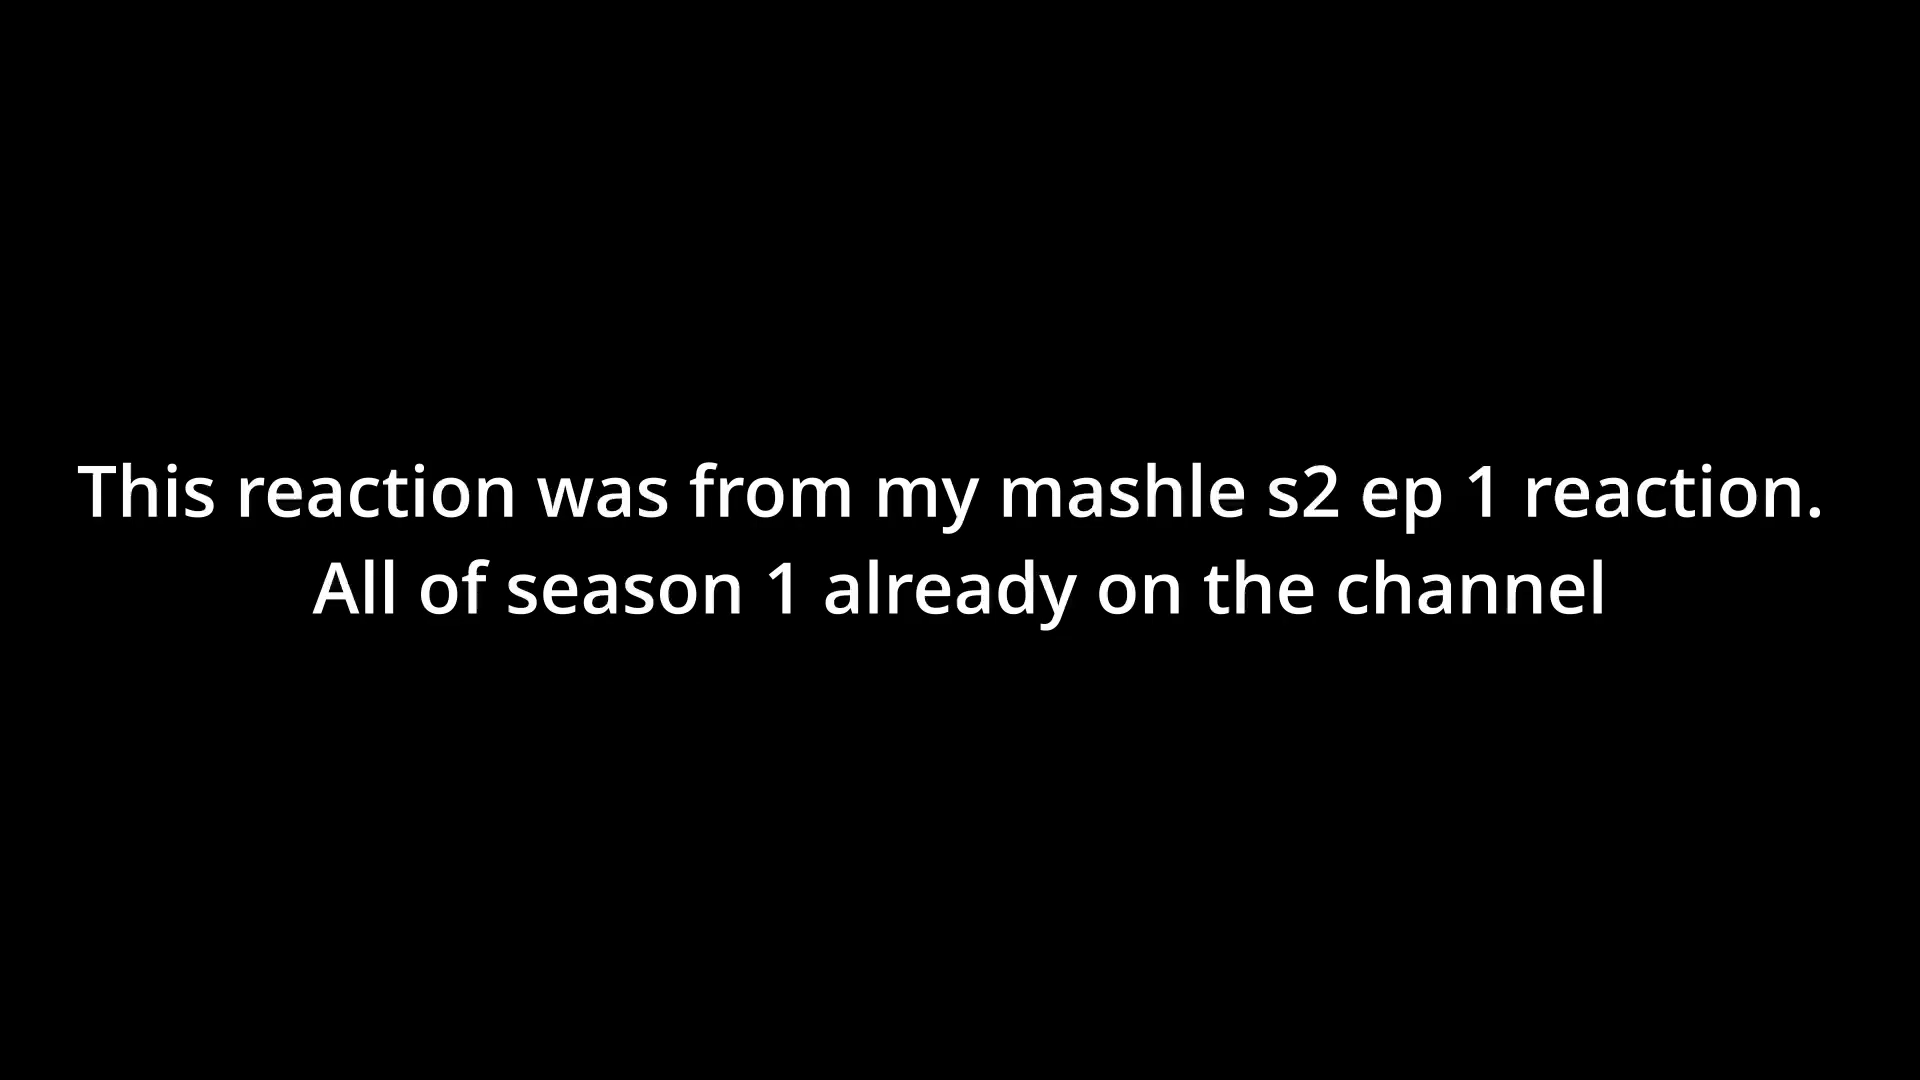 This reaction was from my mashle s2 ep 1 reaction.
All of season 1 already on the channel